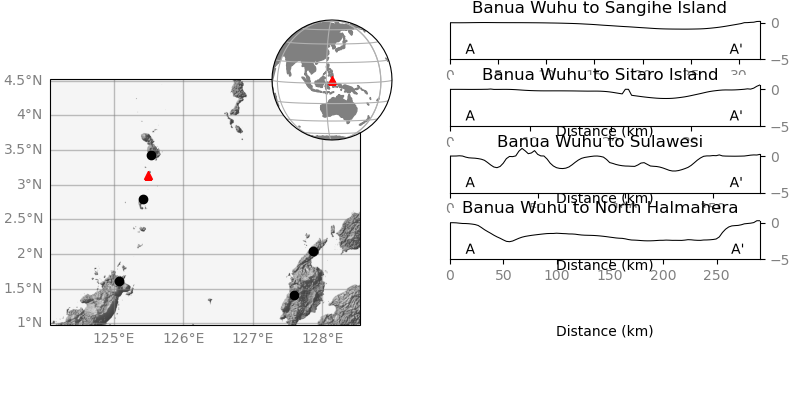 4.5°N
4°N
3.5°N
3°N
2.5°N
2°N
1.5°N
1°N
125°E 126°E 127°E 128°E
Banua Wuhu to Sangihe Island
A A'
0
−5
Banua Wuhu to Sitaro Island
A A'
0
−5
Distance (km)
Banua Wuhu to Sulawesi
A A'
0
−5
Distance (km)
Banua Wuhu to North Halmahera
A A'
0
−5
0 50 100 150 200 250
Distance (km)
Distance (km)